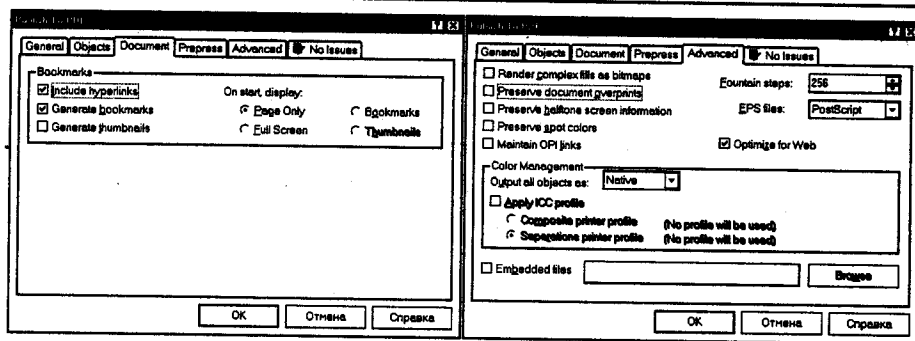 Publish To PDF
General Objects Document Prepress Advanced No Issues
Bookmarks
Include hyperlinks
On start, display:
Generate bookmarks
Page Only
Bookmarks
Generate thumbnails
Full Screen
Thumbnails
OK Отмена Справка
General Objects Document Prepress Advanced No Issues
Render complex fills as bitmaps
Fountain steps: 256
Preserve document overprints
Preserve halftone screen information
EPS files: PostScript
Preserve spot colors
Maintain OPI links
Optimize for Web
Color Management
Output all objects as: Native
Apply ICC profile
Composite printer profile (No profile will be used)
Separations printer profile (No profile will be used)
Embedded files
Browse
OK Отмена Справка